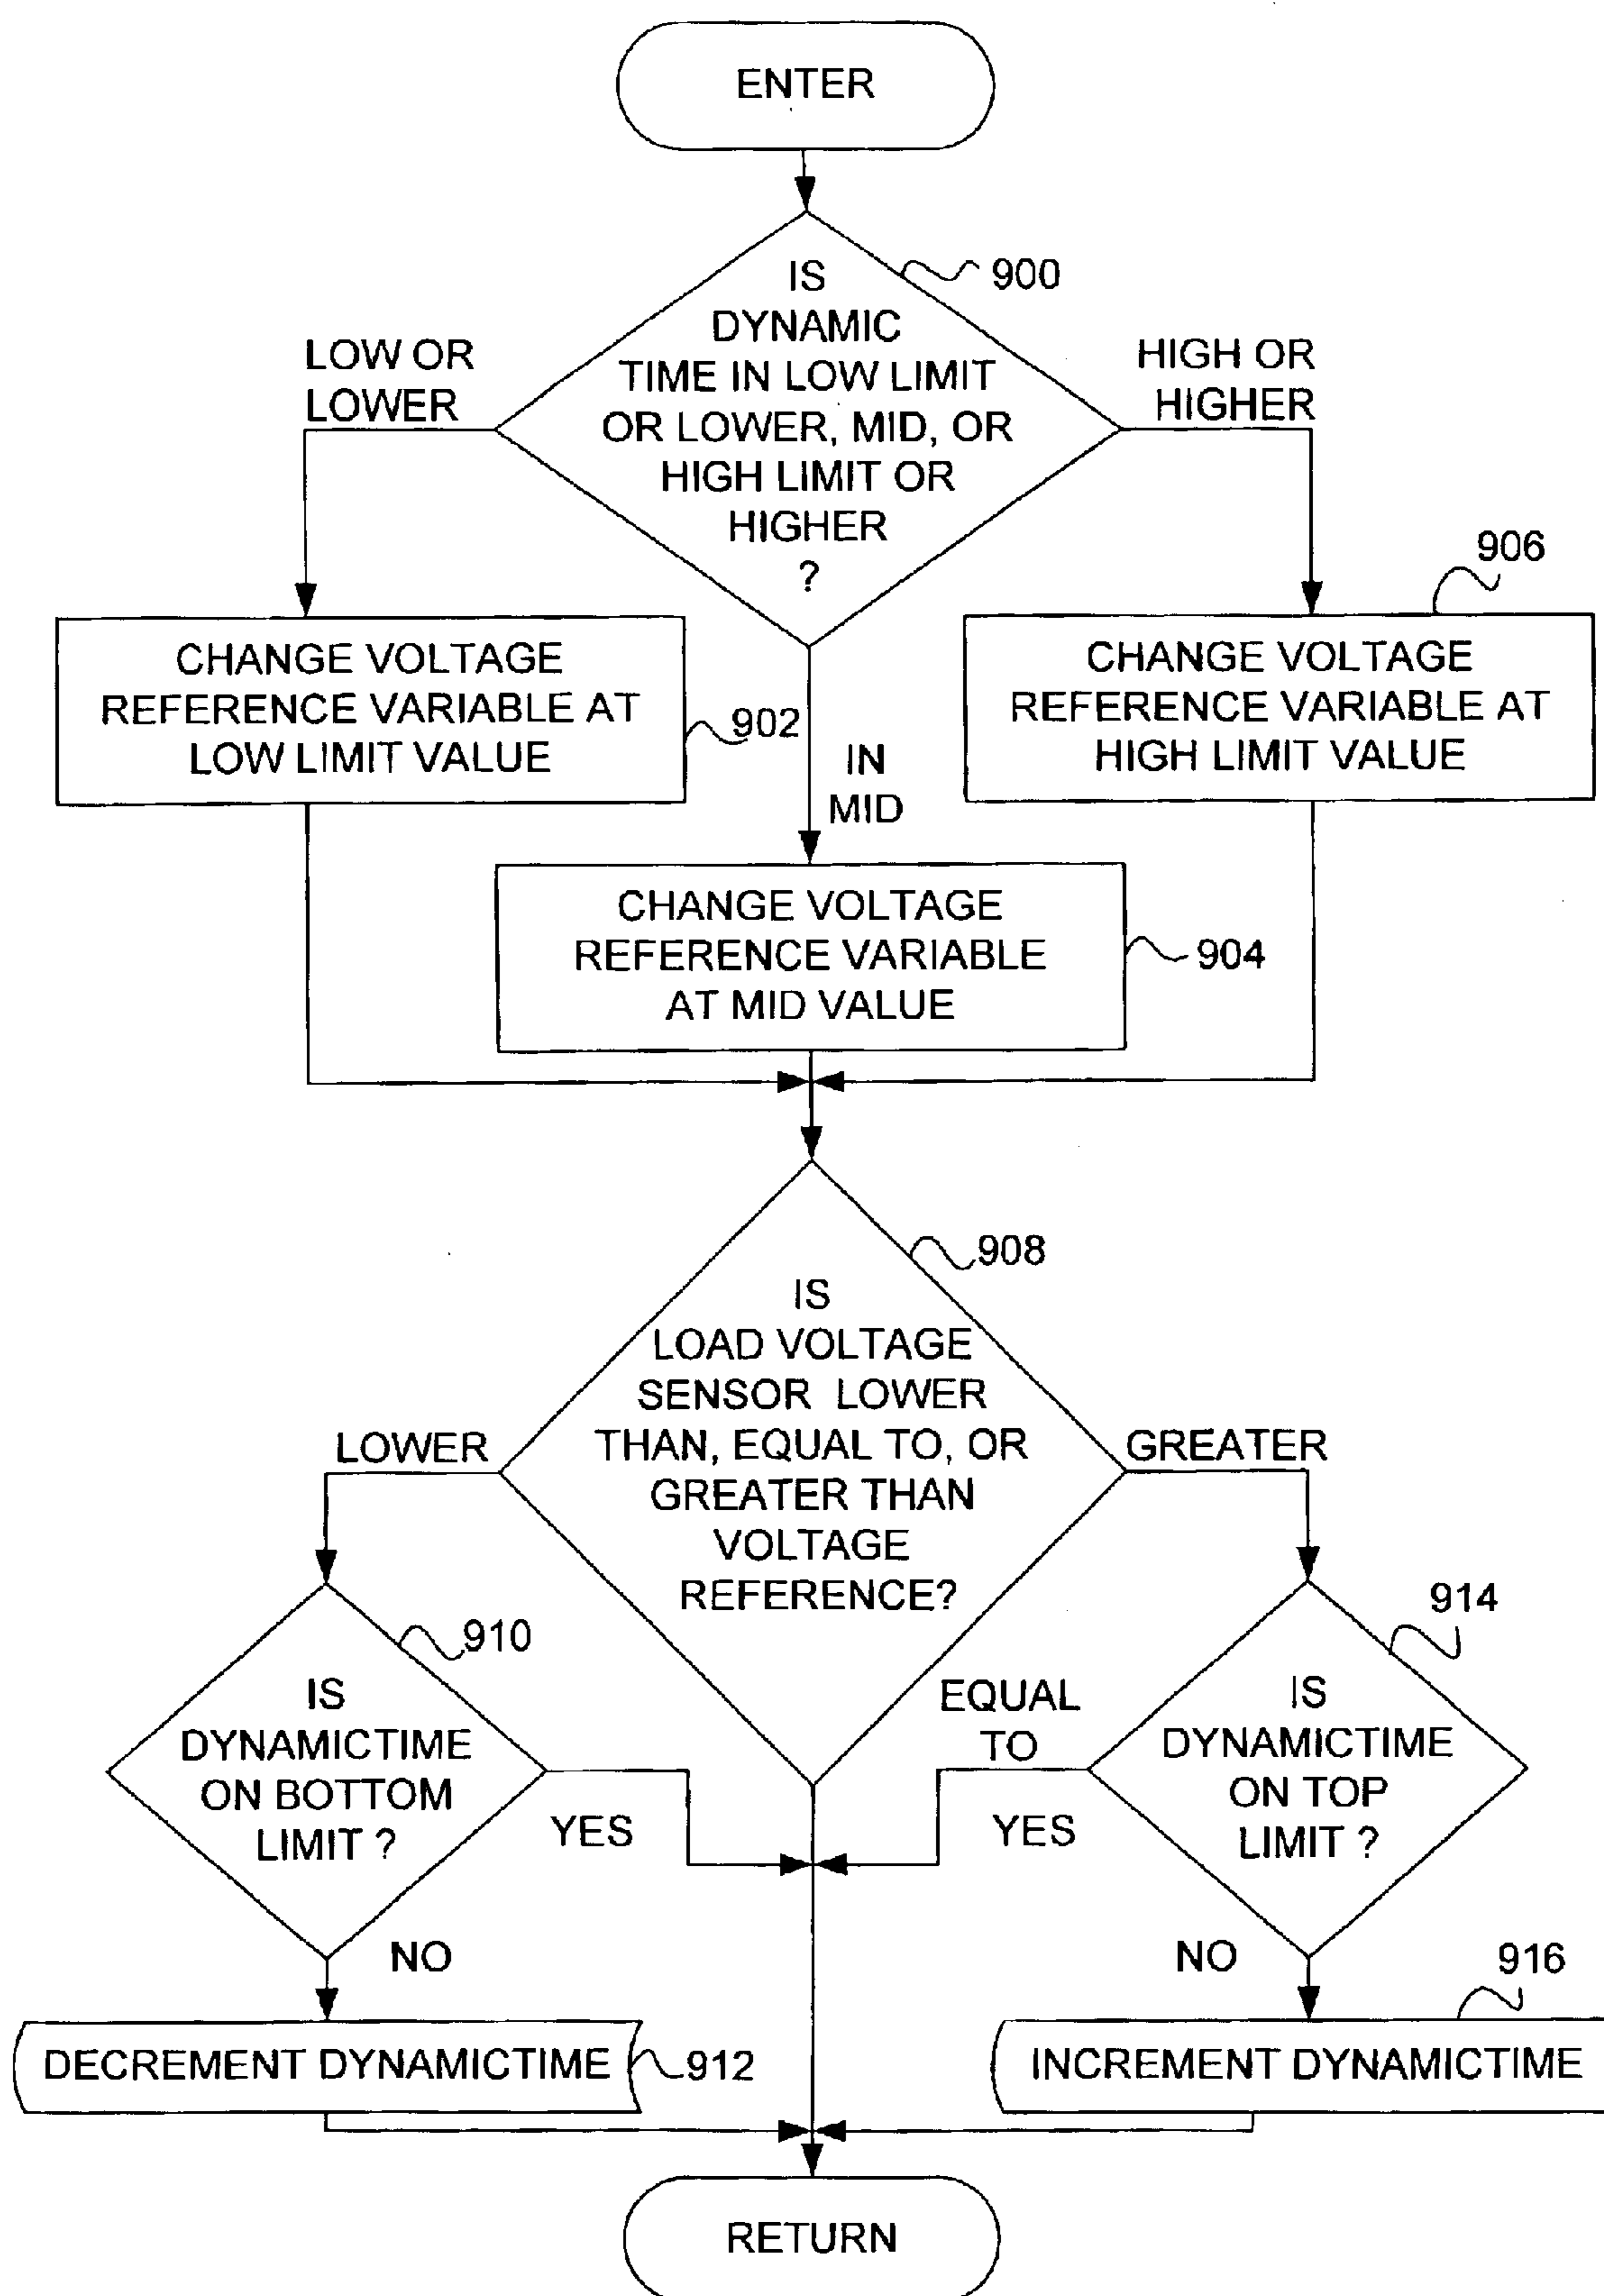 ENTER
900
IS
DYNAMIC
TIME IN LOW LIMIT
OR LOWER, MID, OR
HIGH LIMIT OR
HIGHER
?
LOW OR
LOWER
HIGH OR
HIGHER
906
CHANGE VOLTAGE
REFERENCE VARIABLE AT
LOW LIMIT VALUE
902
IN
MID
CHANGE VOLTAGE
REFERENCE VARIABLE AT
HIGH LIMIT VALUE
CHANGE VOLTAGE
REFERENCE VARIABLE
AT MID VALUE
904
908
IS
LOAD VOLTAGE
SENSOR LOWER
THAN, EQUAL TO, OR
GREATER THAN
VOLTAGE
REFERENCE?
LOWER
GREATER
910
IS
DYNAMICTIME
ON BOTTOM
LIMIT ?
YES
EQUAL
TO
YES
914
IS
DYNAMICTIME
ON TOP
LIMIT ?
NO
NO
916
DECREMENT DYNAMICTIME
912
INCREMENT DYNAMICTIME
RETURN